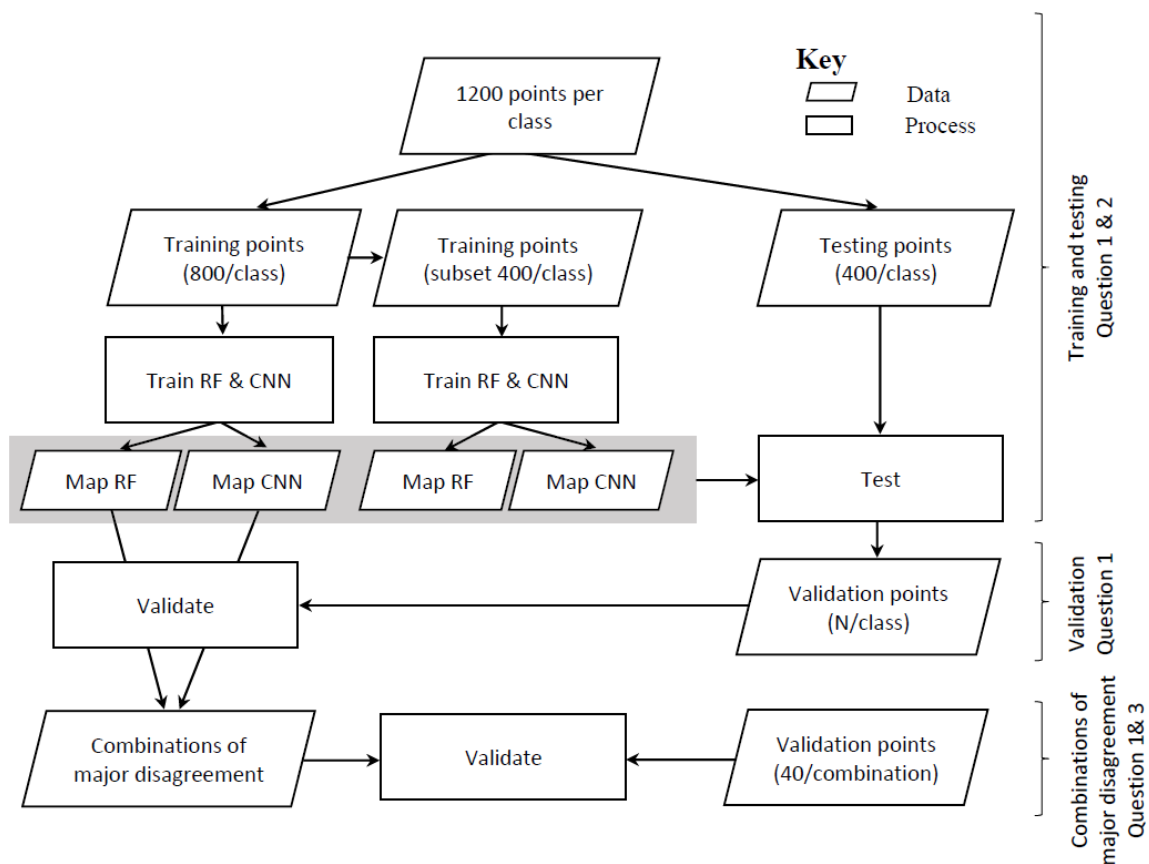 1200 points per
class
Key
Data
Process
Training points
(800/class)
Training points
(subset 400/class)
Testing points
(400/class)
Train RF & CNN
Train RF & CNN
Map RF
Map CNN
Map RF
Map CNN
Test
Training and testing
Question 1 & 2
Validate
Validation points
(N/class)
Validation
Question 1
Combinations of
major disagreement
Validate
Validation points
(40/combination)
Combinations of
major disagreement
Question 1& 3